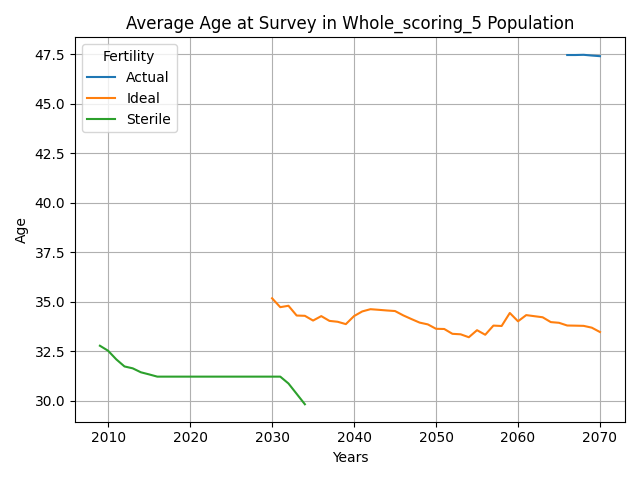 Average Age at Survey in Whole_scoring_5 Population
Fertility
Actual
Ideal
Sterile
47.5
45.0
42.5
40.0
37.5
35.0
32.5
30.0
Age
2010 2020 2030 2040 2050 2060 2070
Years